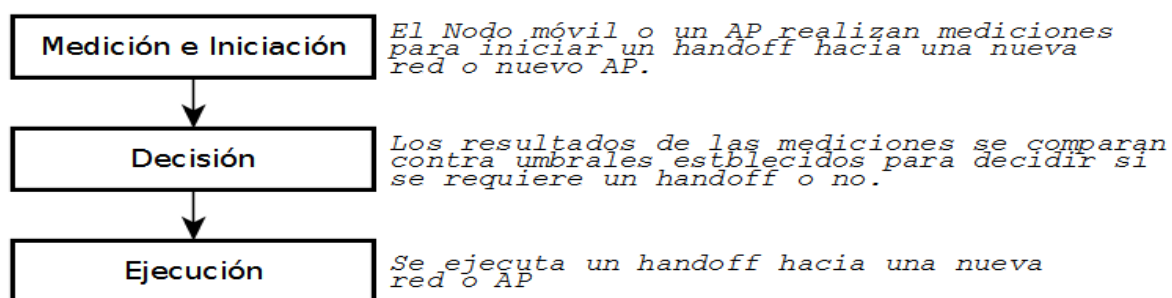 Medición e Iniciación
El Nodo móvil o un AP realizan mediciones
para iniciar un handoff hacia una nueva
red o nuevo AP.
Decisión
Los resultados de las mediciones se comparan
contra umbrales estblecidos para decidir si
se requiere un handoff o no.
Ejecución
Se ejecuta un handoff hacia una nueva
red o AP